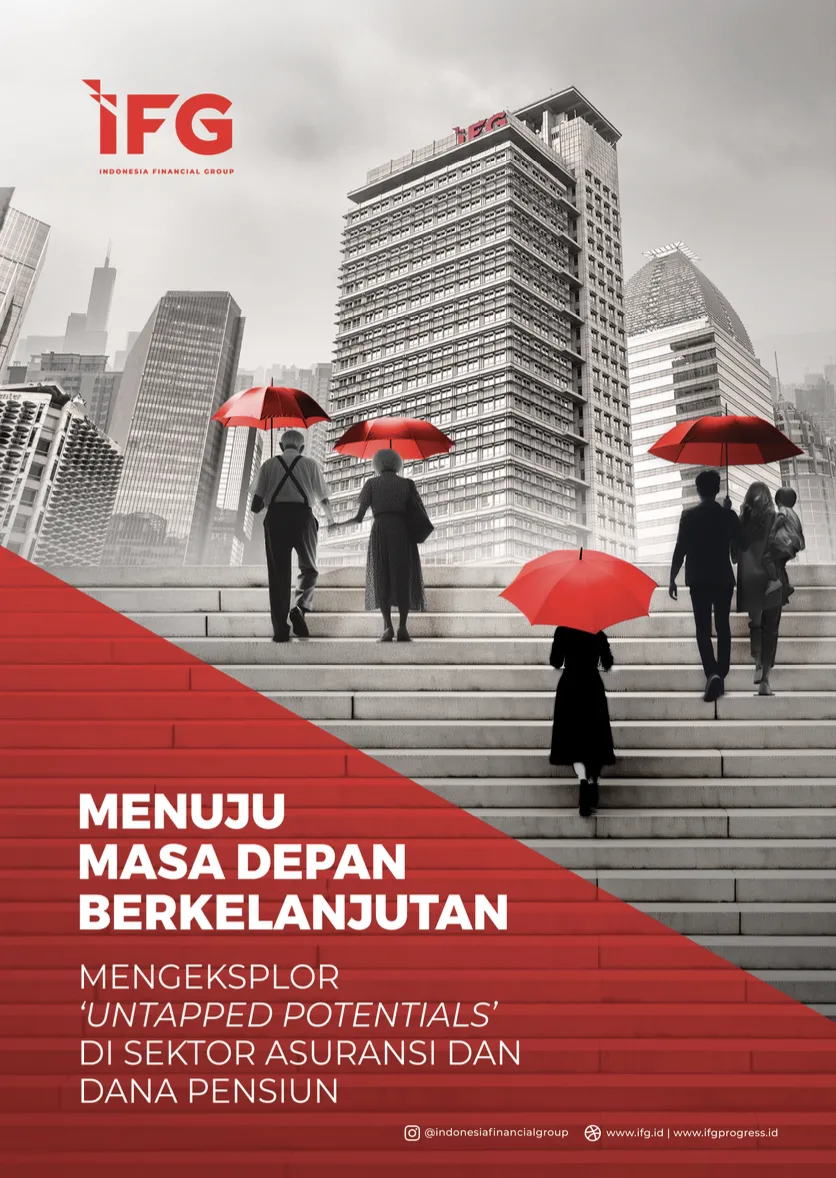 IFG
INDONESIA FINANCIAL GROUP
IFG
MENUJU
MASA DEPAN
BERKELANJUTAN
MENGEKSPLOR
‘UNTAPPED POTENTIALS’
DI SEKTOR ASURANSI DAN
DANA PENSIUN
@indonesiafinancialgroup www.ifg.id | www.ifgprogress.id